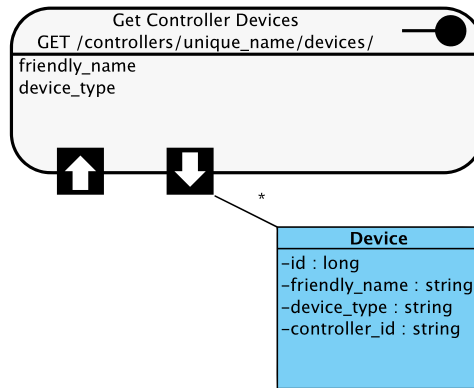 Get Controller Devices
GET /controllers/unique_name/devices/
friendly_name
device_type
*
Device
-id : long
-friendly_name : string
-device_type : string
-controller_id : string